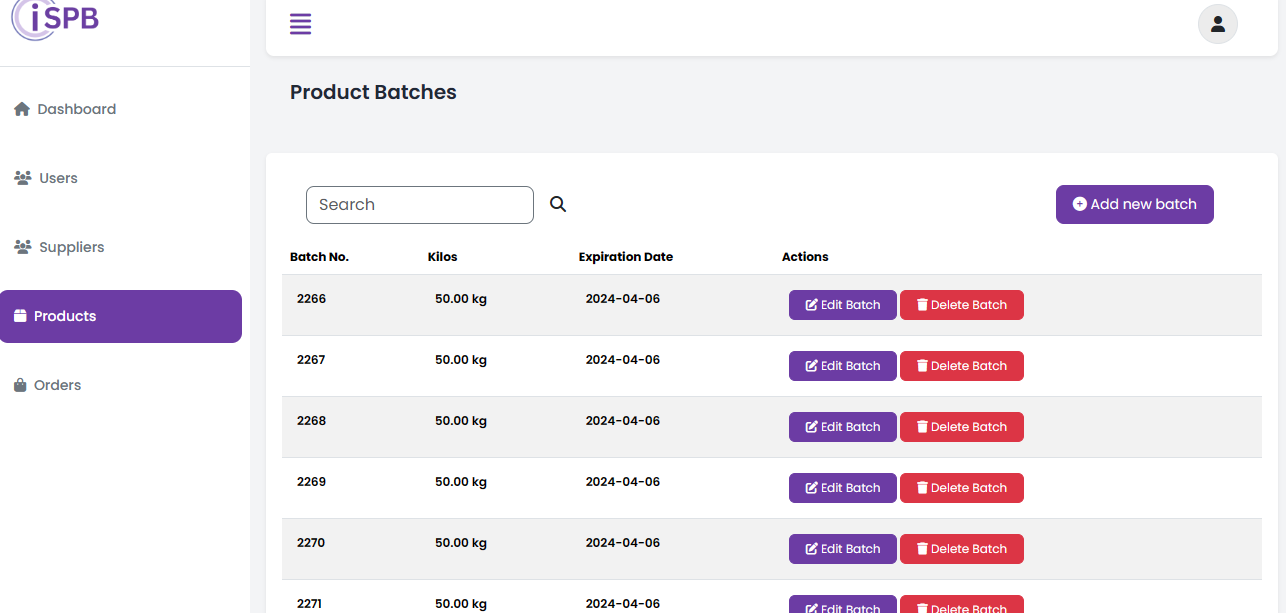 iSPB
Dashboard
Users
Suppliers
Products
Orders
Product Batches
Search
Add new batch
Batch No. Kilos Expiration Date Actions
2266 50.00 kg 2024-04-06 Edit Batch Delete Batch
2267 50.00 kg 2024-04-06 Edit Batch Delete Batch
2268 50.00 kg 2024-04-06 Edit Batch Delete Batch
2269 50.00 kg 2024-04-06 Edit Batch Delete Batch
2270 50.00 kg 2024-04-06 Edit Batch Delete Batch
2271 50.00 kg 2024-04-06 Edit Batch Delete Batch